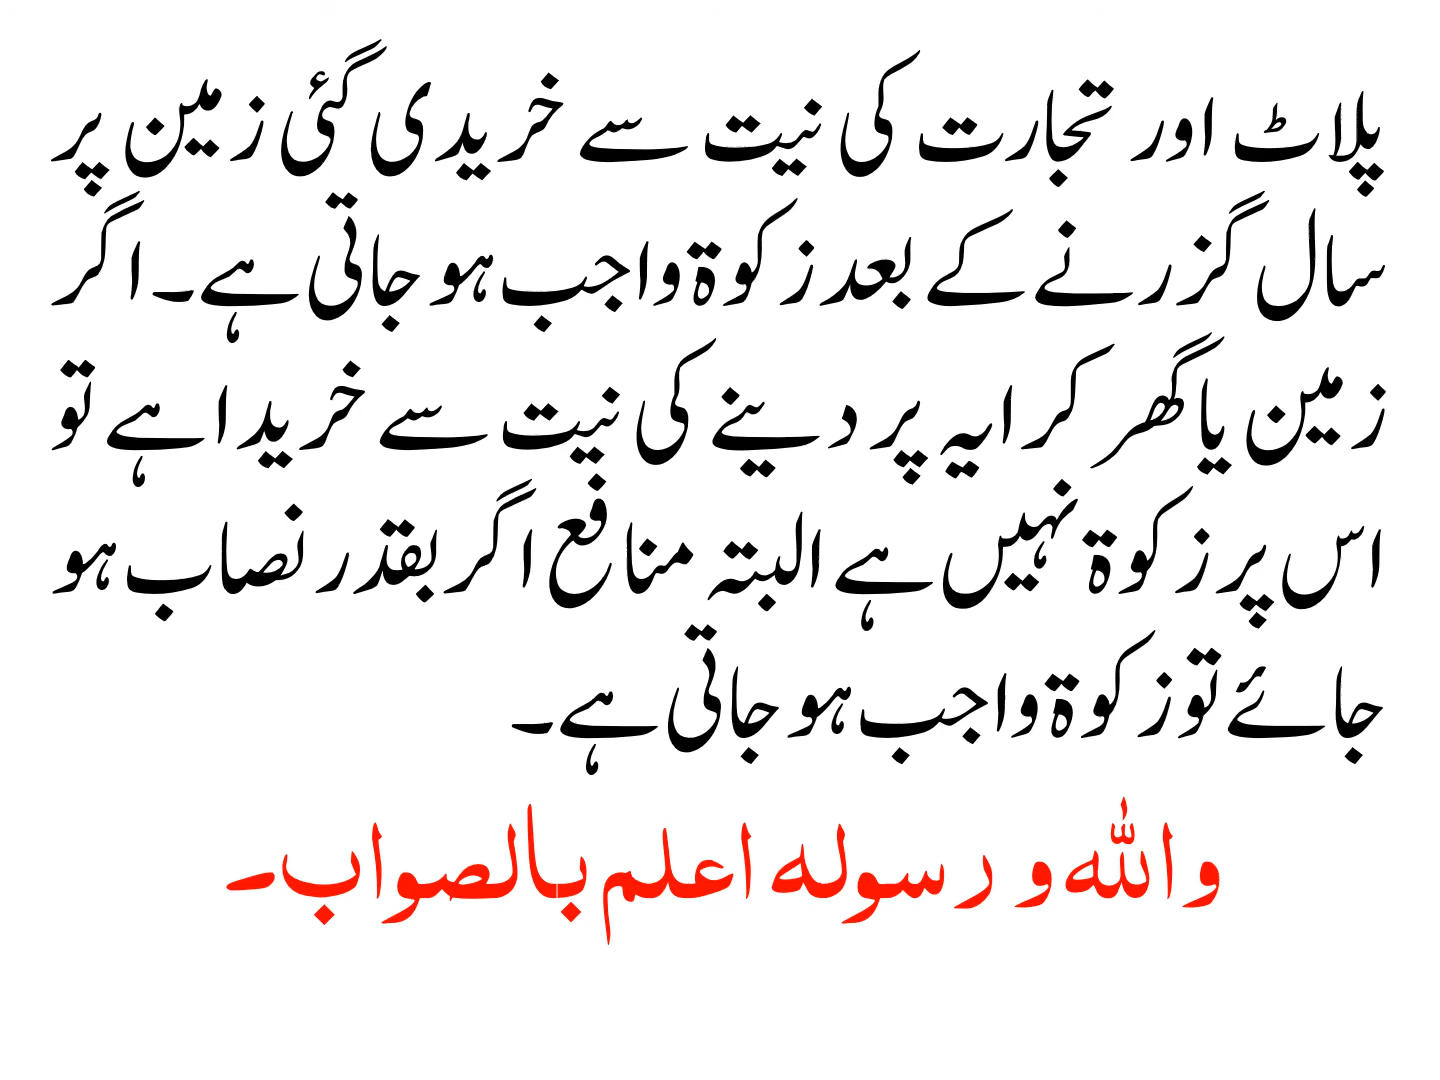 پلاٹ اور تجارت کی نیت سے خریدی گئی زمین پر
سال گزرنے کے بعد زکوۃ واجب ہو جاتی ہے۔ اگر
زمین یا گھر کرایہ پر دینے کی نیت سے خریدا ہے تو
اس پر زکوۃ نہیں ہے البتہ منافع اگر بقدر نصاب ہو
جائے تو زکوۃ واجب ہو جاتی ہے۔
واللہ و رسولہ اعلم بالصواب۔